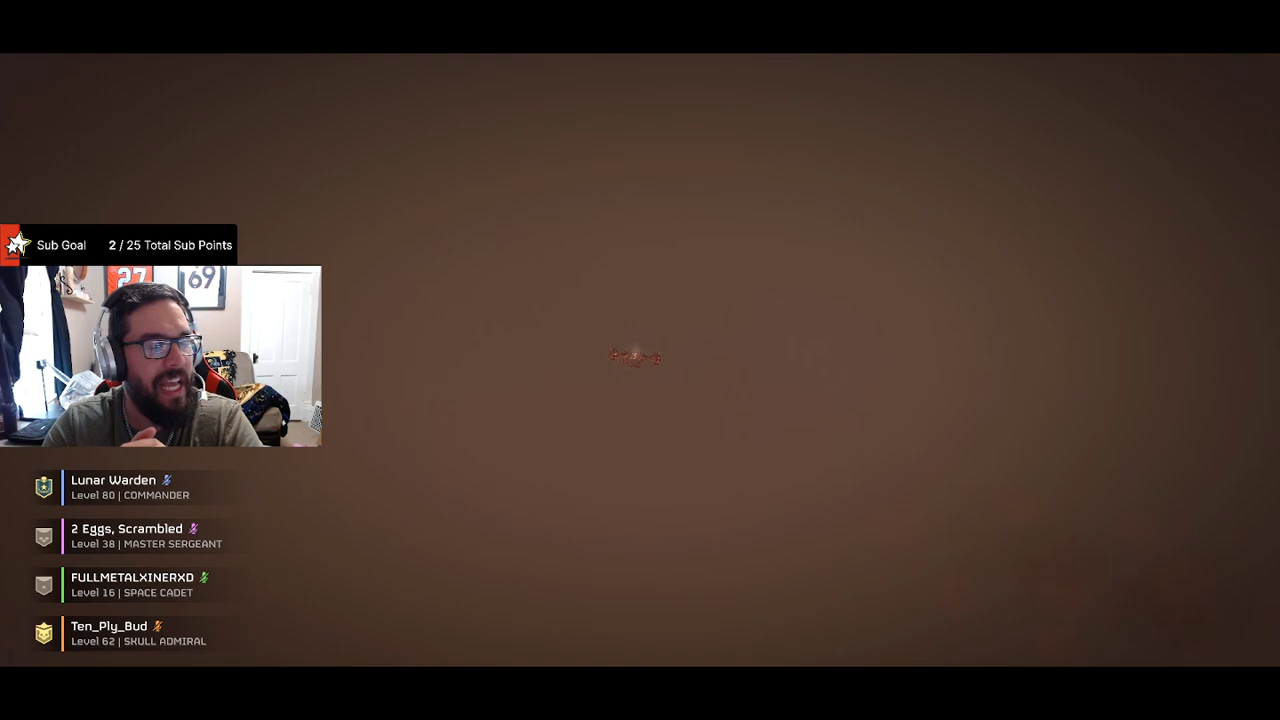 Sub Goal 2 / 25 Total Sub Points
27
69
Lunar Warden
Level 80 | COMMANDER
2 Eggs, Scrambled
Level 38 | MASTER SERGEANT
FULLMETALXINERXD
Level 16 | SPACE CADET
Ten_Ply_Bud
Level 62 | SKULL ADMIRAL